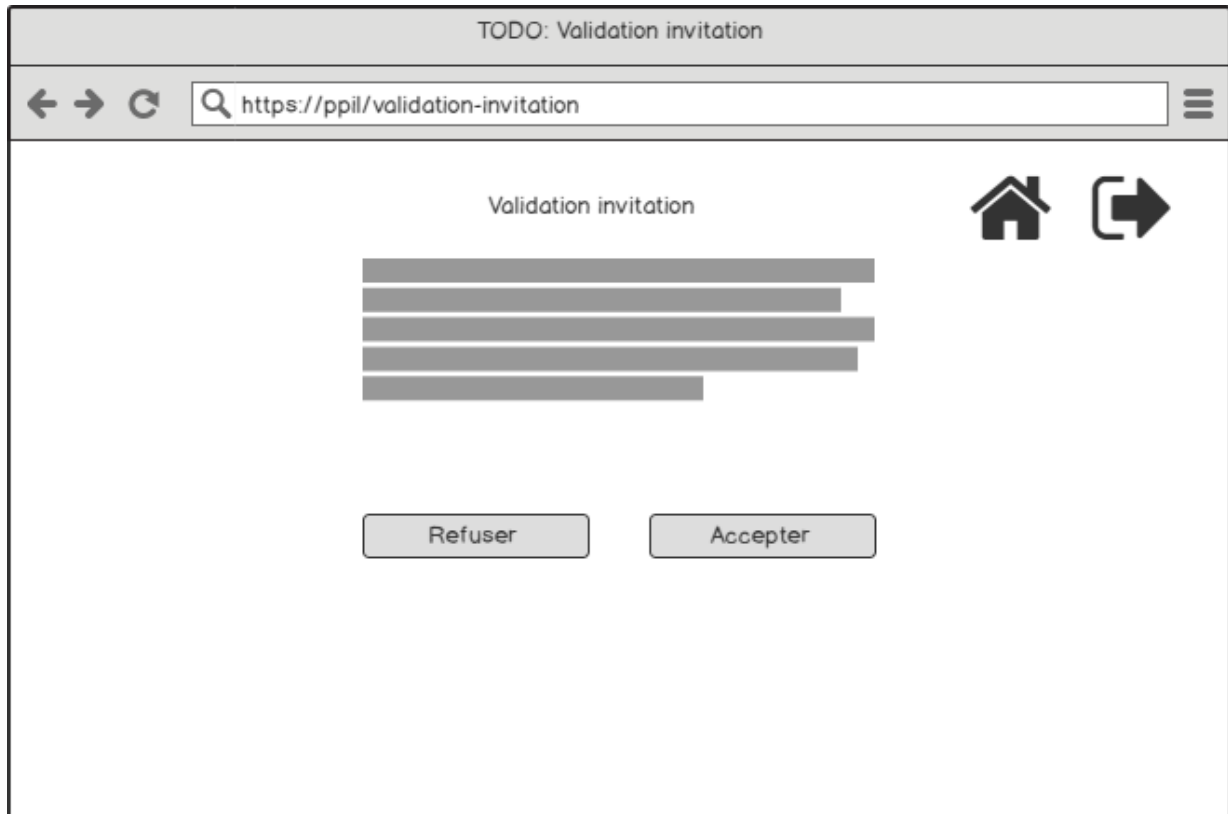 TODO: Validation invitation
https://ppil/validation-invitation
Validation invitation
Refuser
Accepter